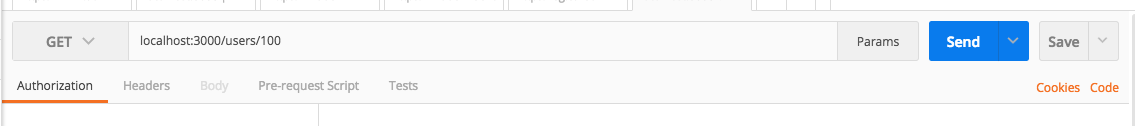 GET localhost:3000/users/100 Params Send Save
Authorization Headers Body Pre-request Script Tests Cookies Code